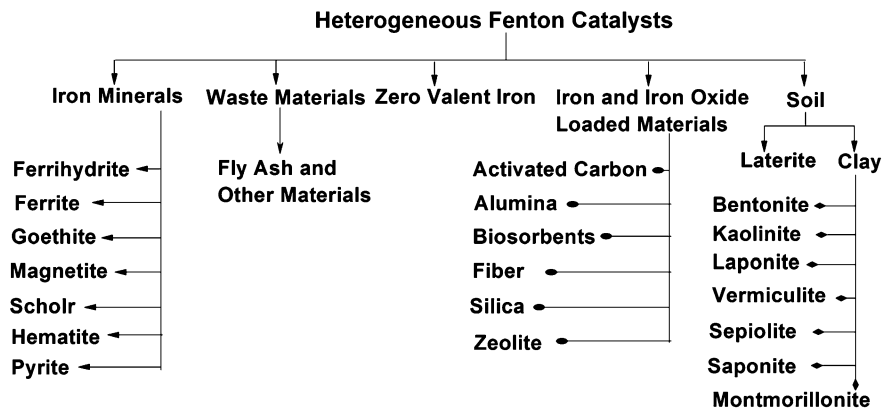 Heterogeneous Fenton Catalysts
Iron Minerals
Ferrihydrite
Ferrite
Goethite
Magnetite
Scholr
Hematite
Pyrite
Waste Materials
Fly Ash and
Other Materials
Zero Valent Iron
Iron and Iron Oxide
Loaded Materials
Activated Carbon
Alumina
Biosorbents
Fiber
Silica
Zeolite
Soil
Laterite
Clay
Bentonite
Kaolinite
Laponite
Vermiculite
Sepiolite
Saponite
Montmorillonite